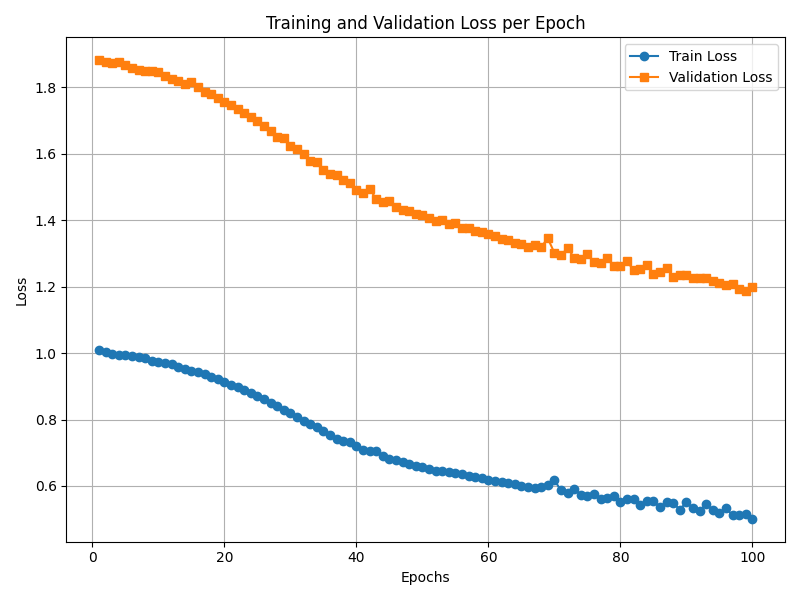 Training and Validation Loss per Epoch
Train Loss
Validation Loss
1.8
1.6
1.4
1.2
1.0
0.8
0.6
Loss
0 20 40 60 80 100
Epochs